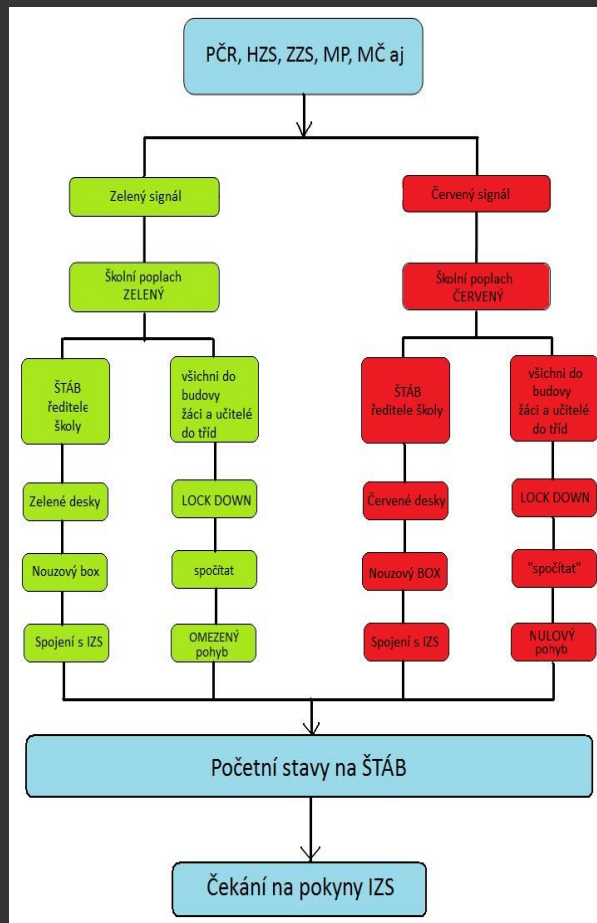 PČR, HZS, ZZS, MP, MČ aj
Zelený signál
Červený signál
Školní poplach
ZELENÝ
Školní poplach
ČERVENÝ
ŠTÁB
ředitele
školy
všichni do
budovy
žáci a učitelé
do tříd
ŠTÁB
ředitele školy
všichni do
budovy
žáci a učitelé
do tříd
Zelené desky
LOCK DOWN
Červené desky
LOCK DOWN
Nouzový box
spočítat
Nouzový BOX
"spočítat"
Spojení s IZS
OMEZENÝ
pohyb
Spojení s IZS
NULOVÝ
pohyb
Početní stavy na ŠTÁB
Čekání na pokyny IZS